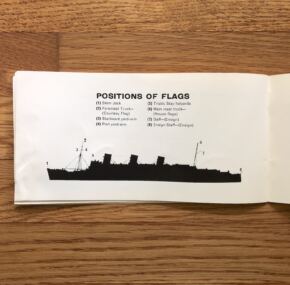 POSITIONS OF FLAGS
(1) Stem Jack
(2) Foremast Truck—
(Courtesy Flag)
(3) Starboard yard-arm
(4) Port yard-arm
(5) Triatic Stay halyards
(6) Main mast truck—
(House flags)
(7) Gaff—(Ensign)
(8) Ensign Staff—(Ensign)